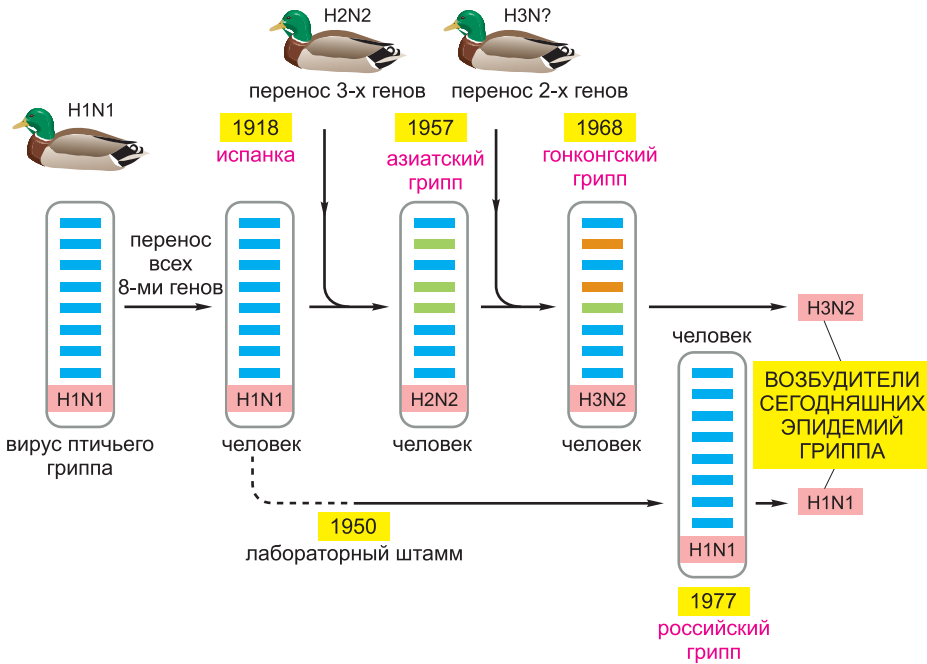 H2N2
H3N?
перенос 3-х генов
перенос 2-х генов
H1N1
1918
испанка
1957
азиатский
грипп
1968
гонконгский
грипп
перенос
всех
8-ми генов
H1N1
вирус птичьего
гриппа
H1N1
человек
H2N2
человек
H3N2
человек
H3N2
человек
ВОЗБУДИТЕЛИ
СЕГОДНЯШНИХ
ЭПИДЕМИЙ
ГРИППА
H1N1
1950
лабораторный штамм
H1N1
1977
российский
грипп